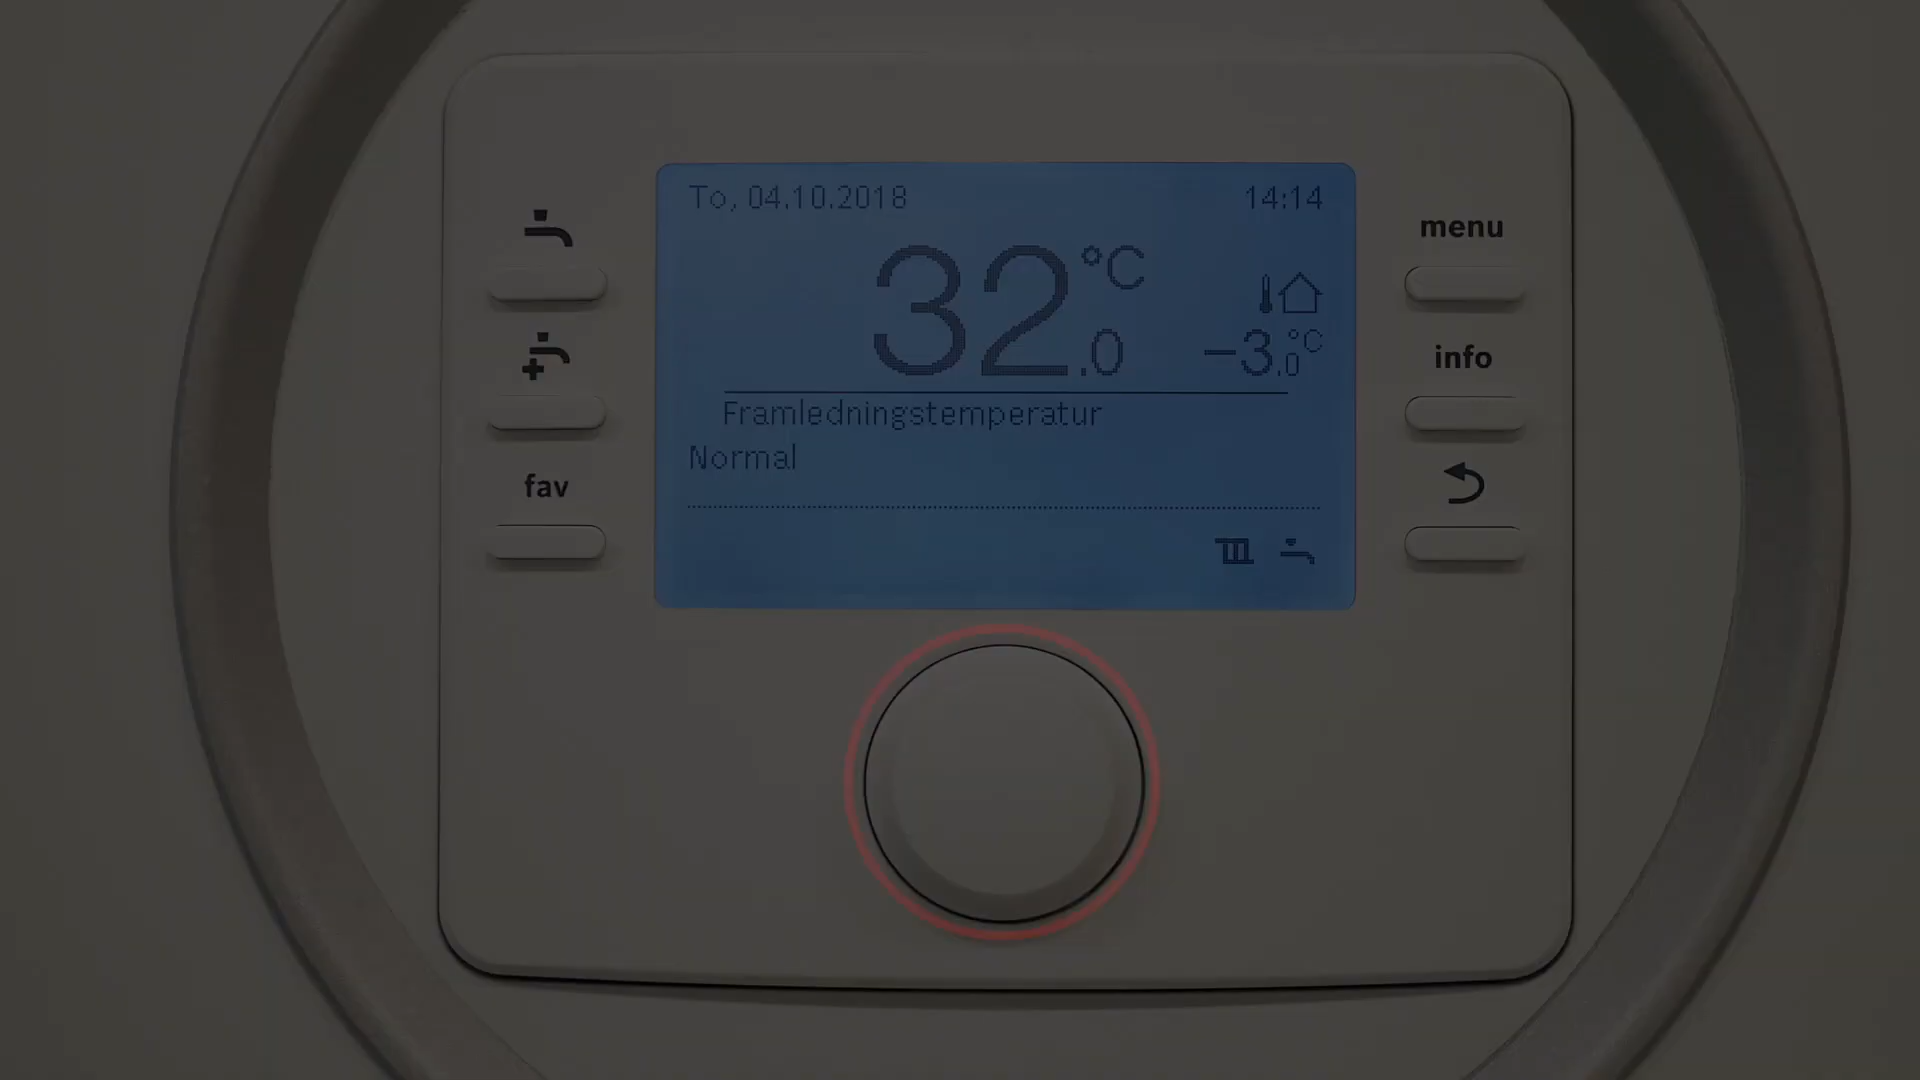 To, 04.10.2018 14:14
32.0 °C
-3.0 °C
Framledningstemperatur
Normal
fav
menu
info